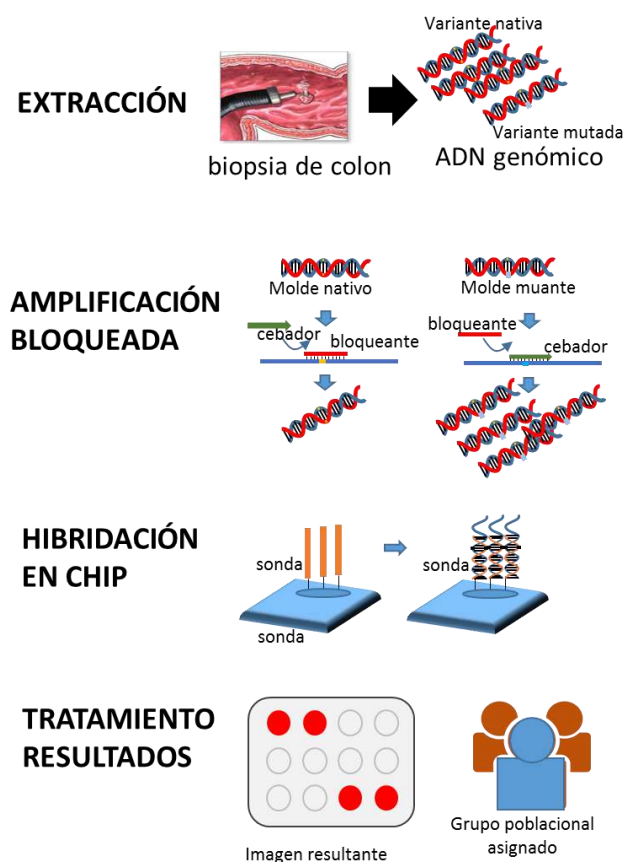 EXTRACCIÓN
Variante nativa
Variante mutada
biopsia de colon
ADN genómico
AMPLIFICACIÓN
BLOQUEADA
Molde nativo
cebador
bloqueante
Molde muante
bloqueante
cebador
HIBRIDACIÓN
EN CHIP
sonda
sonda
sonda
TRATAMIENTO
RESULTADOS
Imagen resultante
Grupo poblacional
asignado